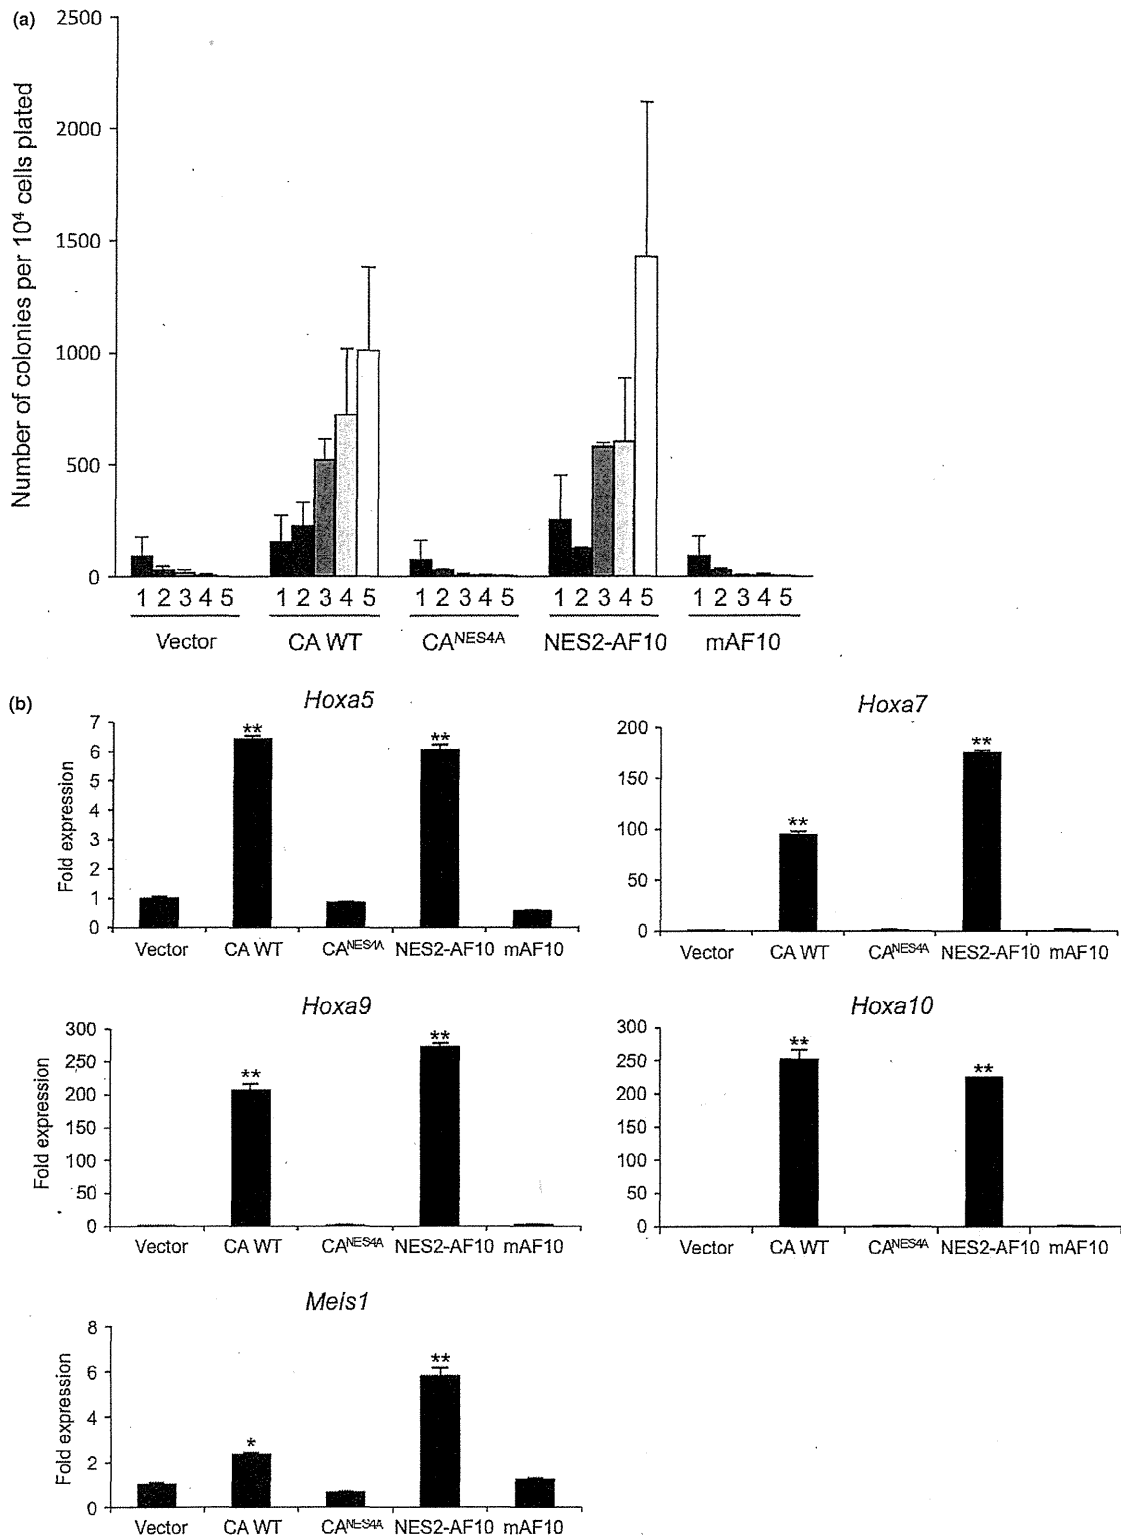 (a)
Number of colonies per 10⁴ cells plated
2500
2000
1500
1000
500
0
1 2 3 4 5
1 2 3 4 5
1 2 3 4 5
1 2 3 4 5
1 2 3 4 5
Vector
CA WT
CA^NES4A
NES2-AF10
mAF10
(b)
Hoxa5
Fold expression
7
6
5
4
3
2
1
0
**
**
Vector CA WT CA^NES4A NES2-AF10 mAF10
Hoxa7
200
150
100
50
0
**
**
Vector CA WT CA^NES4A NES2-AF10 mAF10
Hoxa9
Fold expression
300
250
200
150
100
50
0
**
**
Vector CA WT CA^NES4A NES2-AF10 mAF10
Hoxa10
300
250
200
150
100
50
0
**
**
Vector CA WT CA^NES4A NES2-AF10 mAF10
Meis1
Fold expression
8
6
4
2
0
*
**
Vector CA WT CA^NES4A NES2-AF10 mAF10